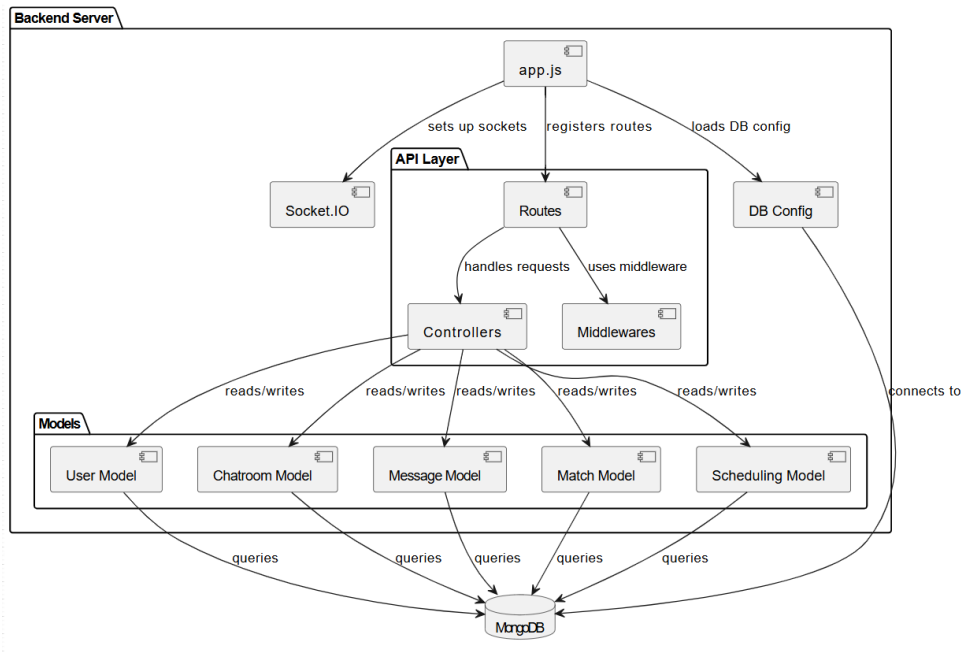 Backend Server
app.js
sets up sockets
registers routes
loads DB config
API Layer
Socket.IO
Routes
DB Config
handles requests
uses middleware
Controllers
Middlewares
reads/writes
reads/writes
reads/writes
reads/writes
reads/writes
connects to
Models
User Model
Chatroom Model
Message Model
Match Model
Scheduling Model
queries
queries
queries
queries
queries
MongoDB